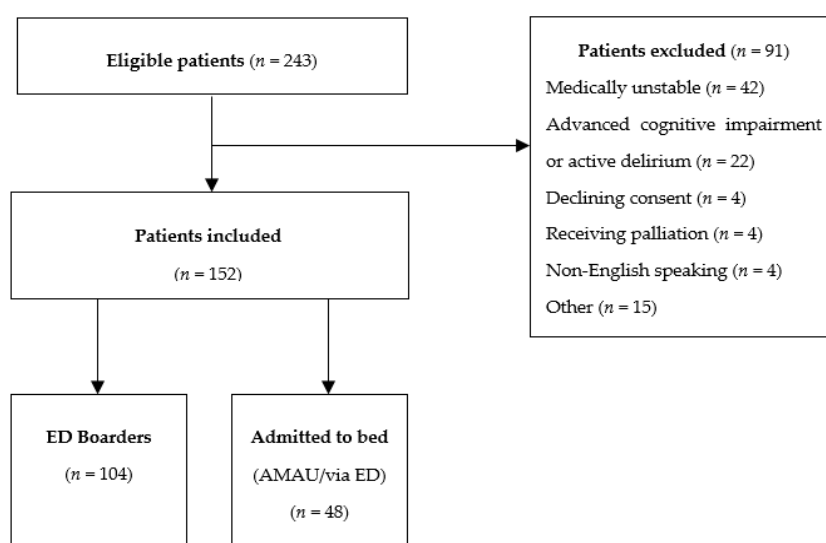 Eligible patients (n = 243)
Patients excluded (n = 91)
Medically unstable (n = 42)
Advanced cognitive impairment
or active delirium (n = 22)
Declining consent (n = 4)
Receiving palliation (n = 4)
Non-English speaking (n = 4)
Other (n = 15)
Patients included
(n = 152)
ED Boarders
(n = 104)
Admitted to bed
(AMAU/via ED)
(n = 48)